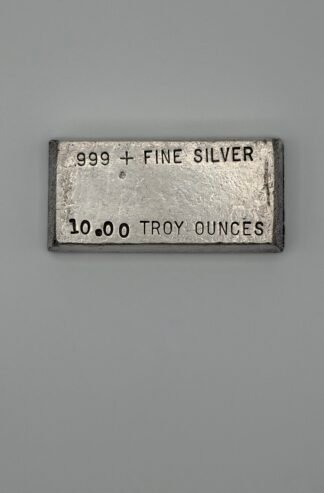 999 + FINE SILVER
10.00 TROY OUNCES